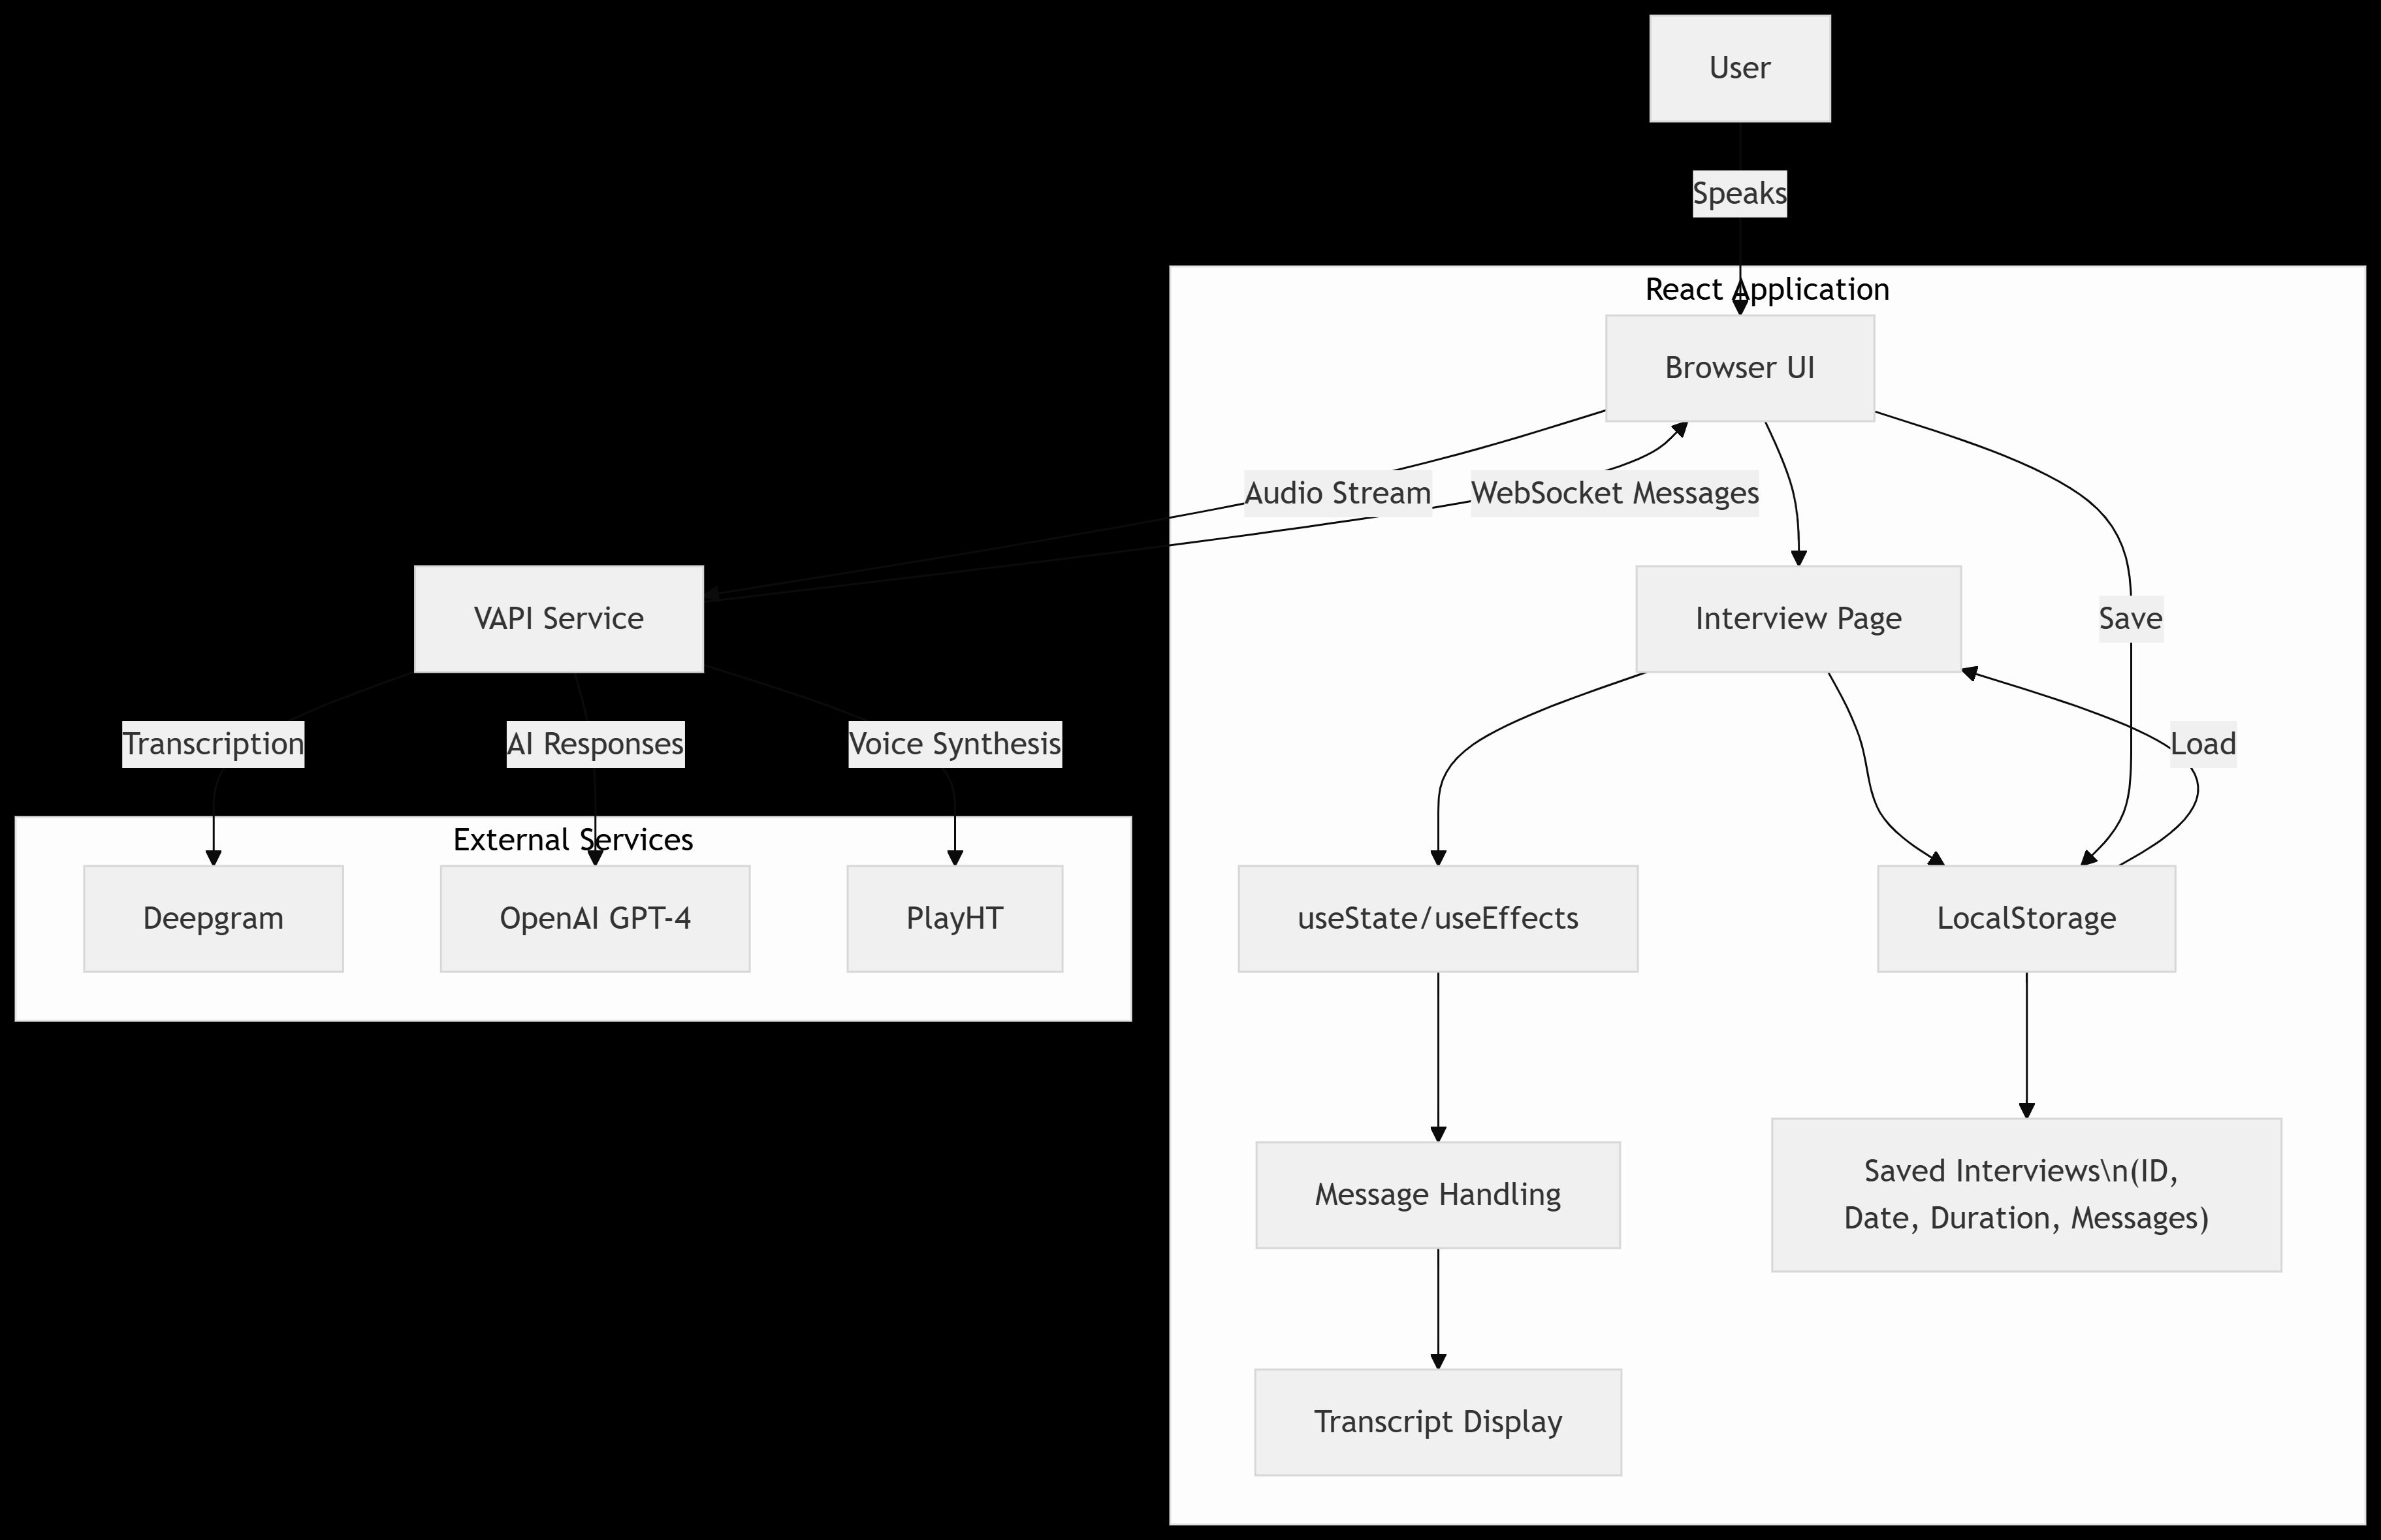 User
Speaks
React Application
Browser UI
Audio Stream
WebSocket Messages
VAPI Service
Interview Page
Save
Transcription
AI Responses
Voice Synthesis
Load
External Services
Deepgram
OpenAI GPT-4
PlayHT
useState/useEffects
LocalStorage
Message Handling
Saved Interviews\n(ID,
Date, Duration, Messages)
Transcript Display